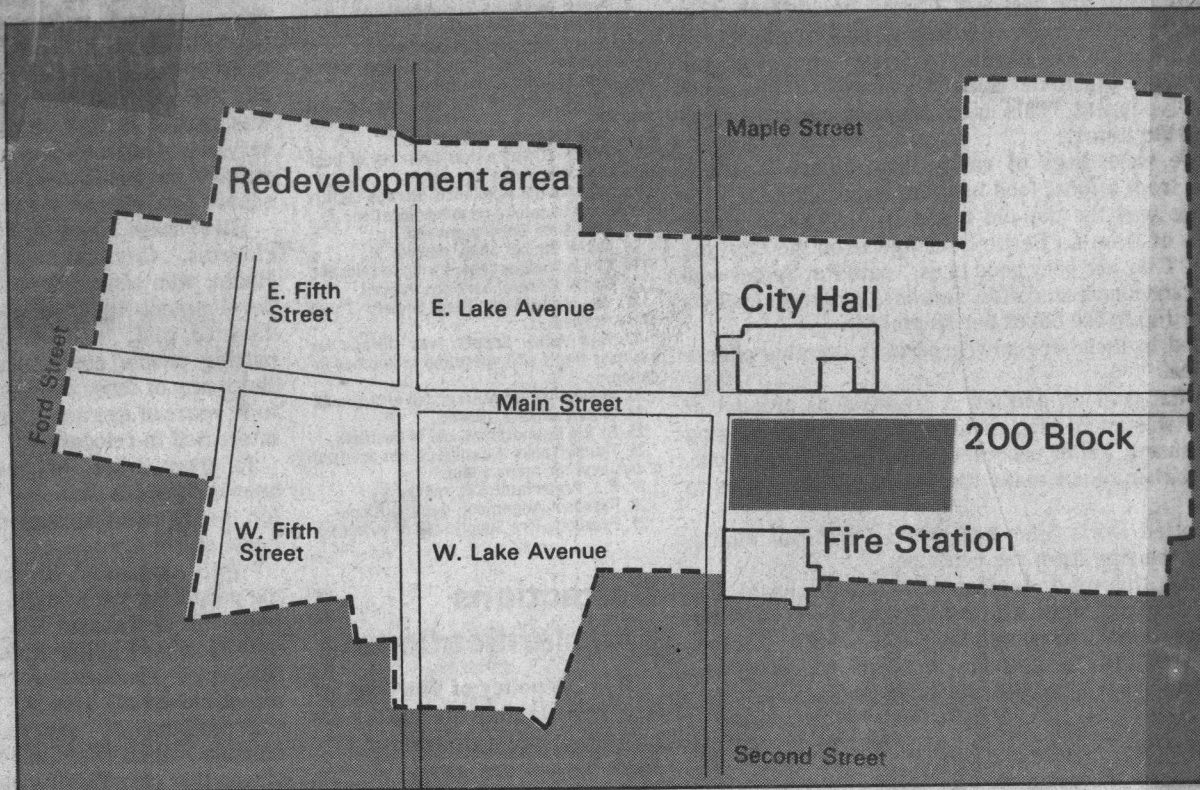 Maple Street
Redevelopment area
E. Fifth
Street
E. Lake Avenue
City Hall
Ford Street
Main Street
200 Block
W. Fifth
Street
W. Lake Avenue
Fire Station
Second Street